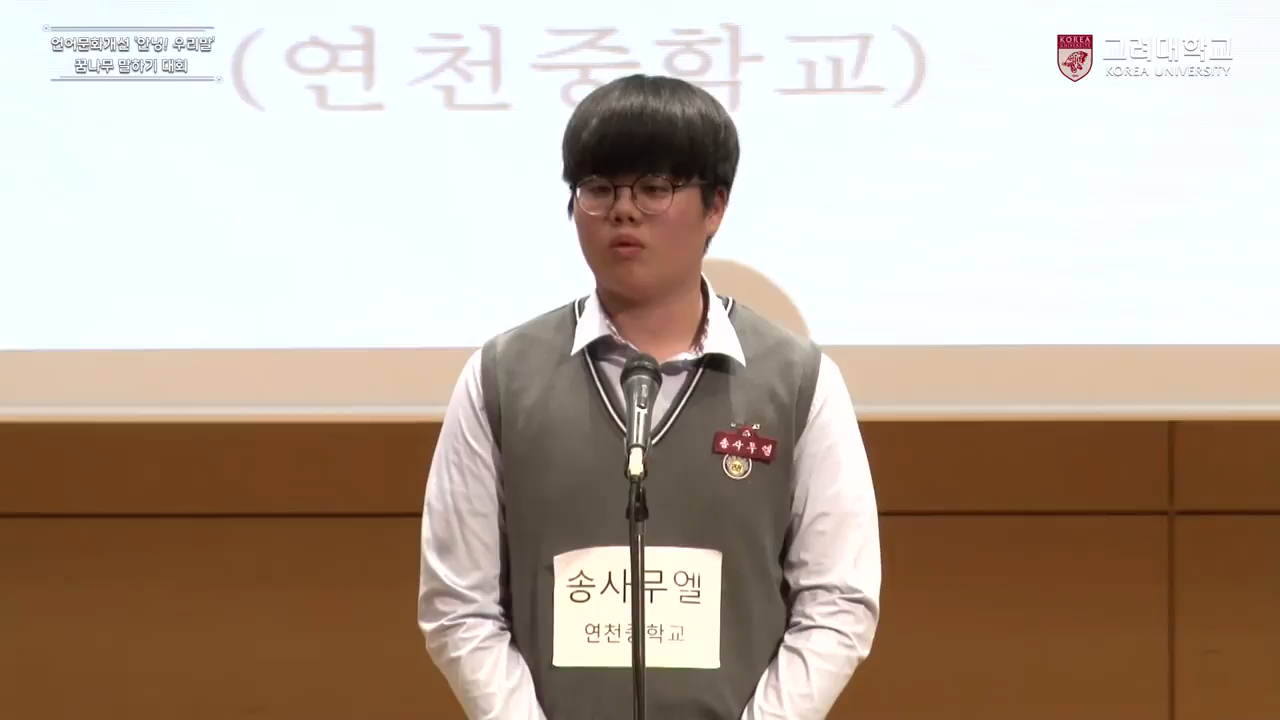 언어문화개선 '안녕! 우리말'
꿈나무 말하기 대회
(연천중학교)
KOREA
UNIVERSITY
고려대학교
KOREA UNIVERSITY
송사무엘
송사무엘
연천중학교